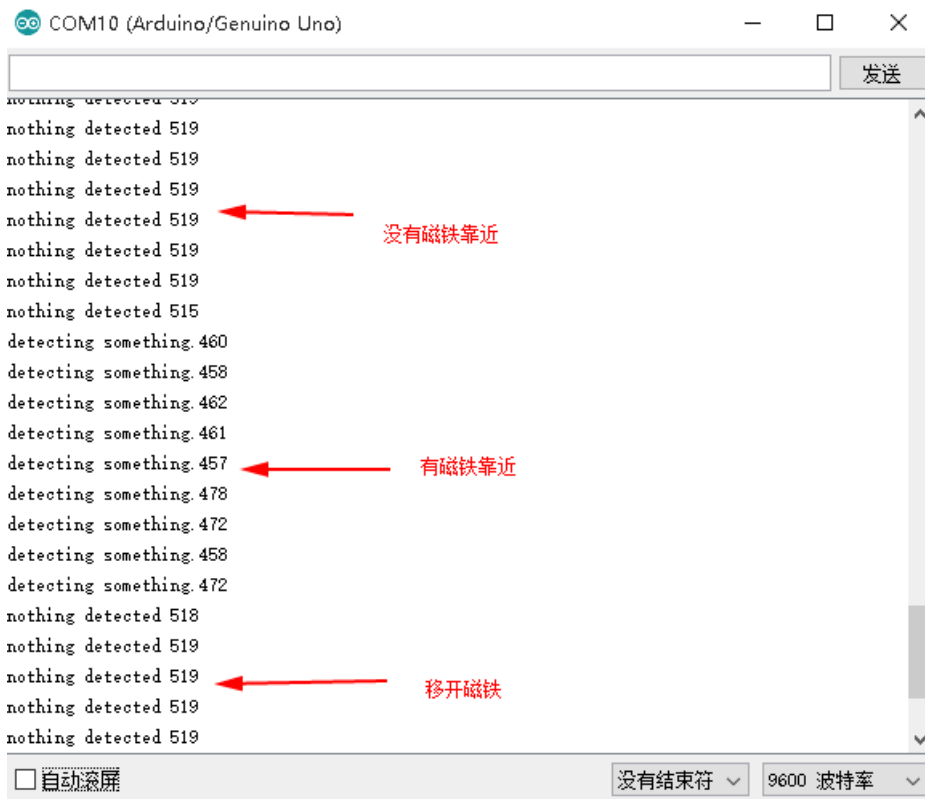 COM10 (Arduino/Genuino Uno)
发送
nothing detected 519
nothing detected 519
nothing detected 519
nothing detected 519
nothing detected 519
没有磁铁靠近
nothing detected 519
nothing detected 519
nothing detected 515
detecting something.460
detecting something.458
detecting something.462
detecting something.461
detecting something.457
有磁铁靠近
detecting something.478
detecting something.472
detecting something.458
detecting something.472
nothing detected 518
nothing detected 519
nothing detected 519
移开磁铁
nothing detected 519
nothing detected 519
自动滚屏
没有结束符
9600 波特率